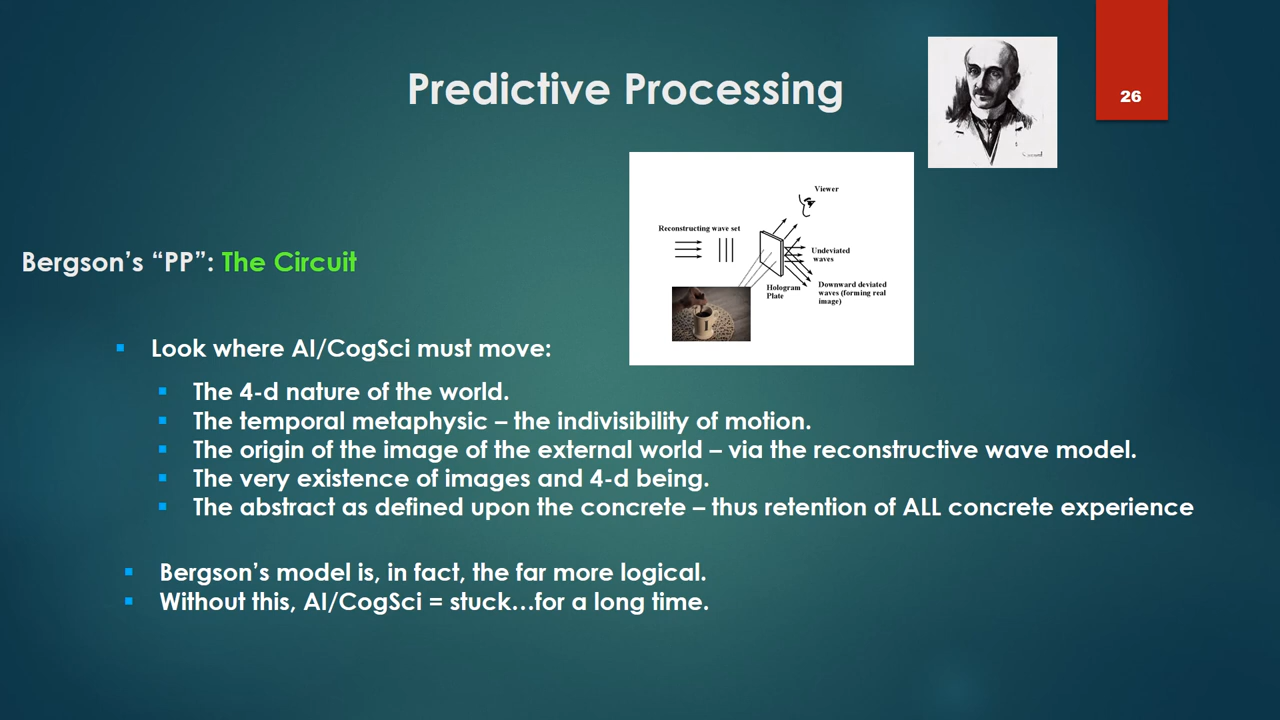 Predictive Processing
26
Viewer
Reconstructing wave set
Undeviated
waves
Hologram
Plate
Downward deviated
waves (forming real
image)
Bergson's “PP”: The Circuit
Look where AI/CogSci must move:
The 4-d nature of the world.
The temporal metaphysic – the indivisibility of motion.
The origin of the image of the external world – via the reconstructive wave model.
The very existence of images and 4-d being.
The abstract as defined upon the concrete – thus retention of ALL concrete experience
Bergson's model is, in fact, the far more logical.
Without this, AI/CogSci = stuck…for a long time.